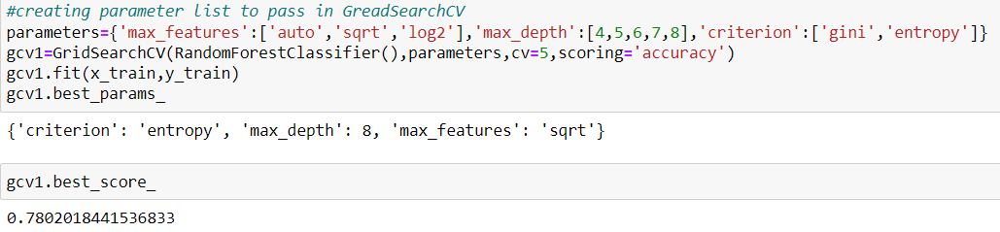 #creating parameter list to pass in GreadSearchCV
parameters={'max_features':['auto','sqrt','log2'],'max_depth':[4,5,6,7,8],'criterion':['gini','entropy']}
gcv1=GridSearchCV(RandomForestClassifier(),parameters,cv=5,scoring='accuracy')
gcv1.fit(x_train,y_train)
gcv1.best_params_
{'criterion': 'entropy', 'max_depth': 8, 'max_features': 'sqrt'}
gcv1.best_score_
0.7802018441536833